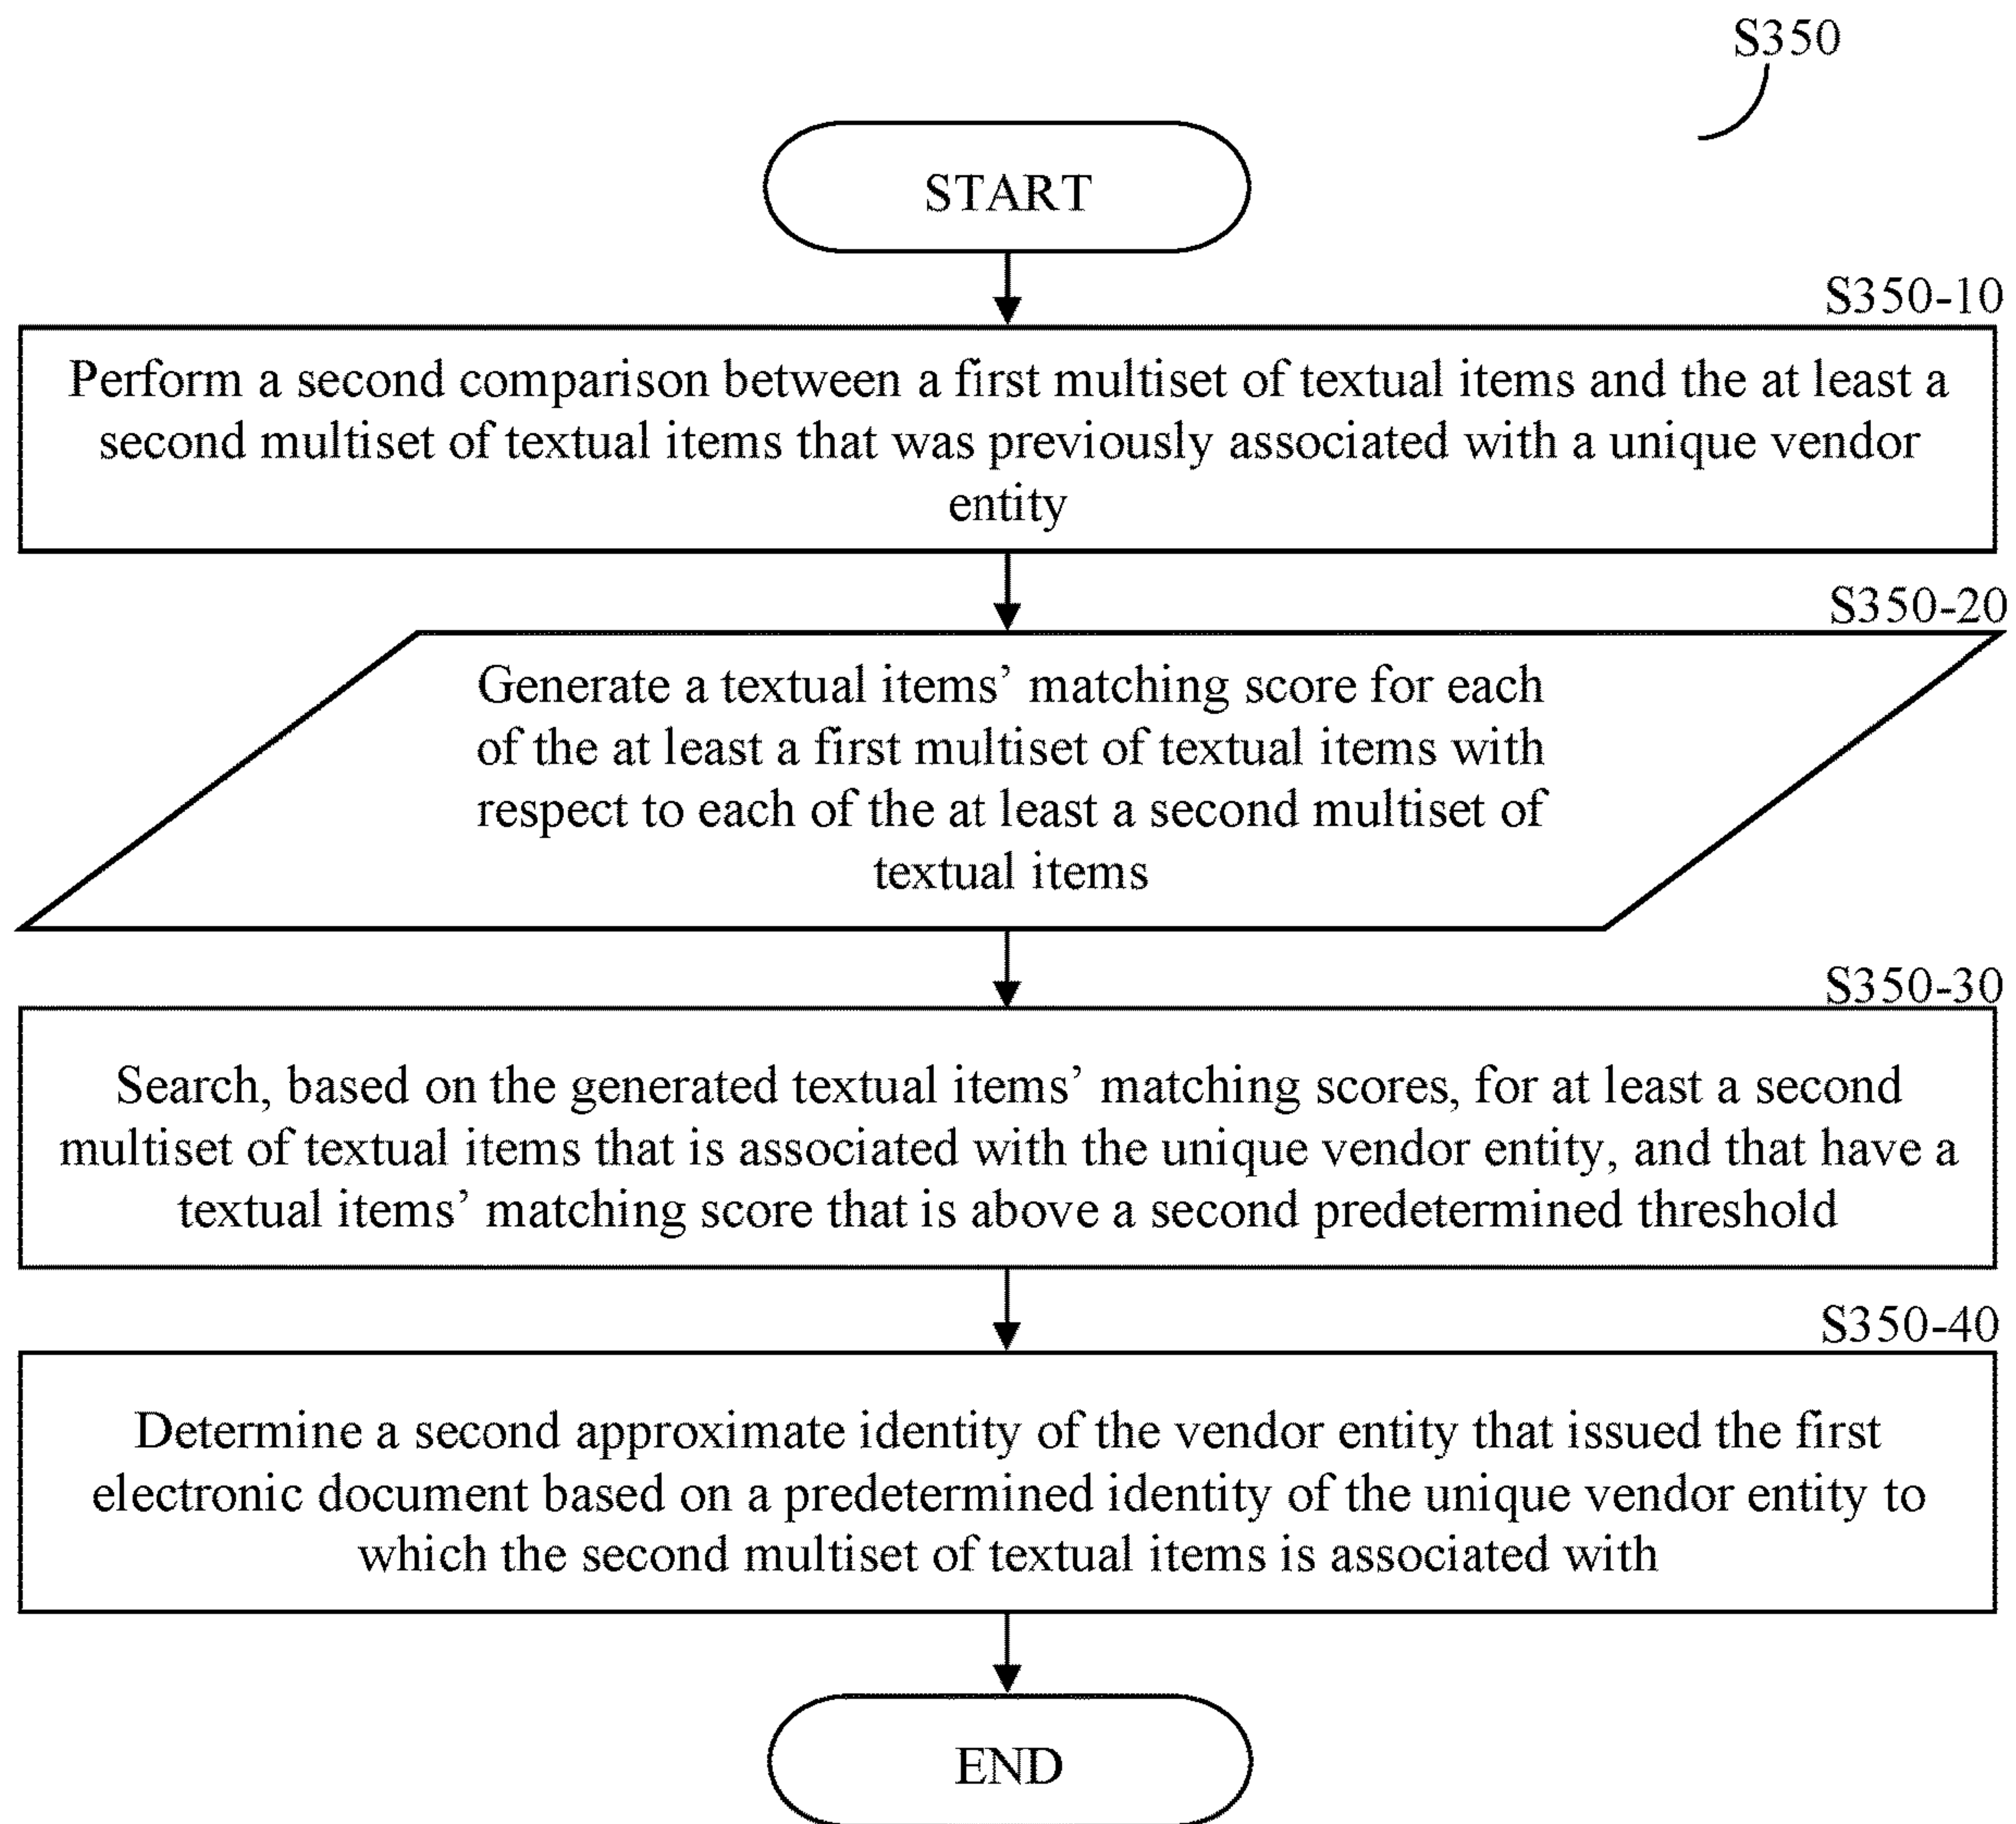 S350
START
S350-10
Perform a second comparison between a first multiset of textual items and the at least a
second multiset of textual items that was previously associated with a unique vendor
entity
S350-20
Generate a textual items’ matching score for each
of the at least a first multiset of textual items with
respect to each of the at least a second multiset of
textual items
S350-30
Search, based on the generated textual items’ matching scores, for at least a second
multiset of textual items that is associated with the unique vendor entity, and that have a
textual items’ matching score that is above a second predetermined threshold
S350-40
Determine a second approximate identity of the vendor entity that issued the first
electronic document based on a predetermined identity of the unique vendor entity to
which the second multiset of textual items is associated with
END